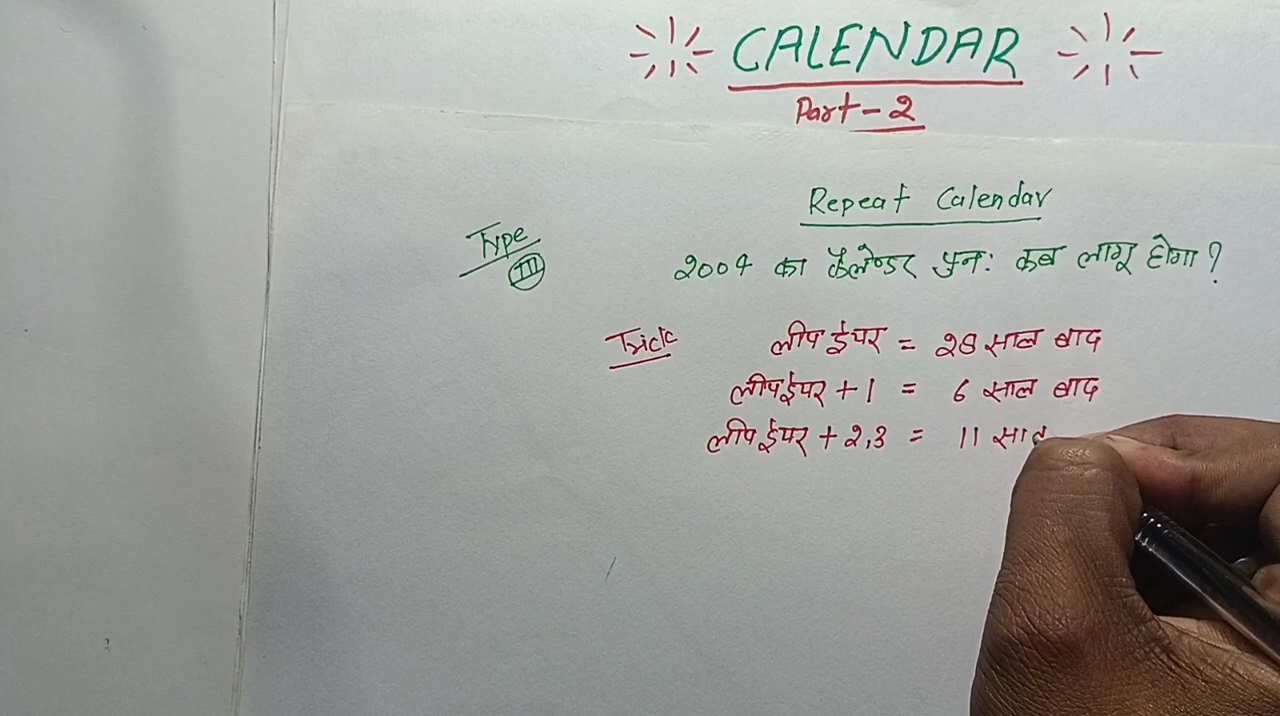 CALENDAR
Part-2
Repeat Calendar
Type III
2004 का कैलेण्डर पुन: कब लागू होगा?
Trick लीप ईयर = 28 साल बाद
लीप ईयर + 1 = 6 साल बाद
लीप ईयर + 2,3 = 11 साल